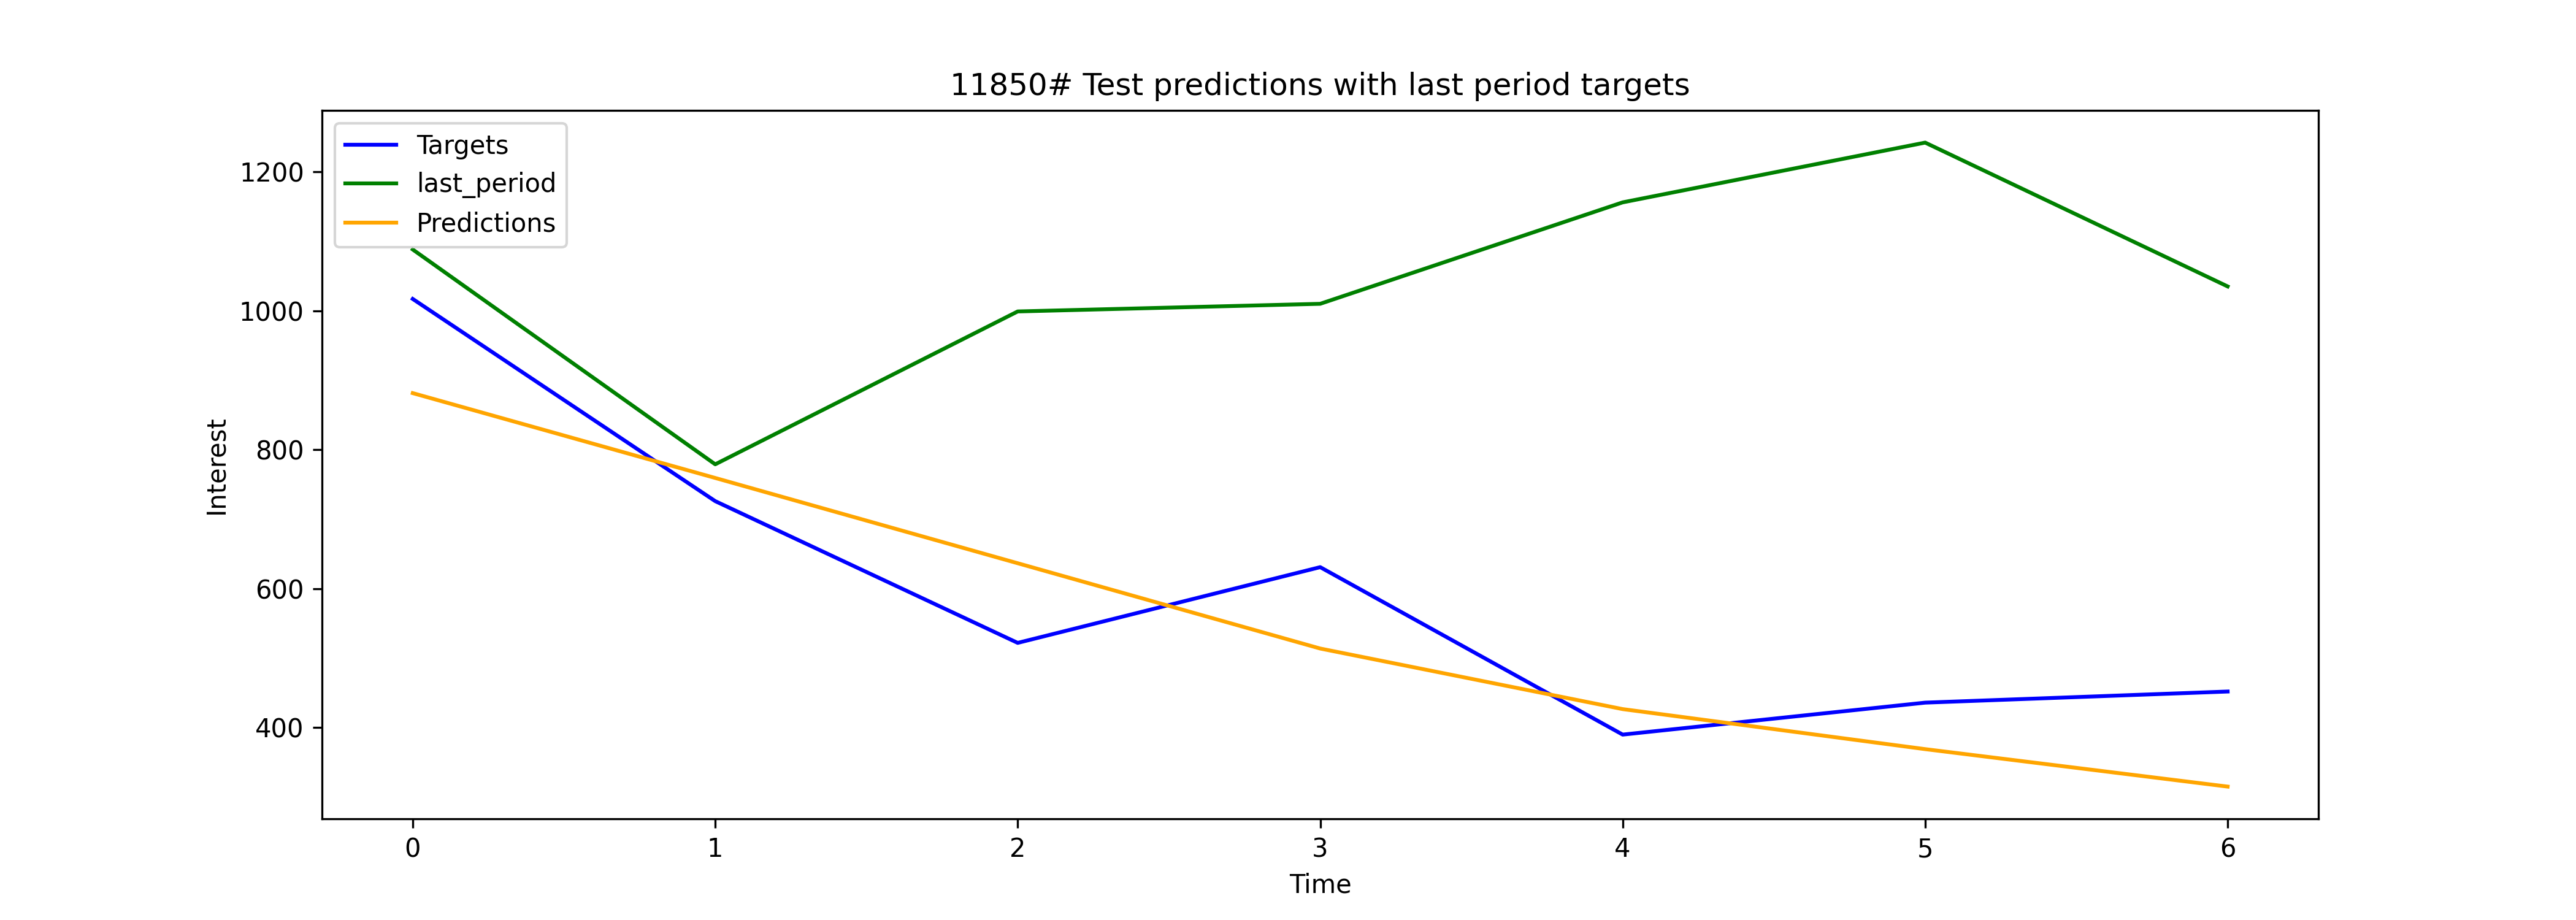 11850# Test predictions with last period targets
Targets
last_period
Predictions
1200
1000
800
600
400
Interest
0 1 2 3 4 5 6
Time